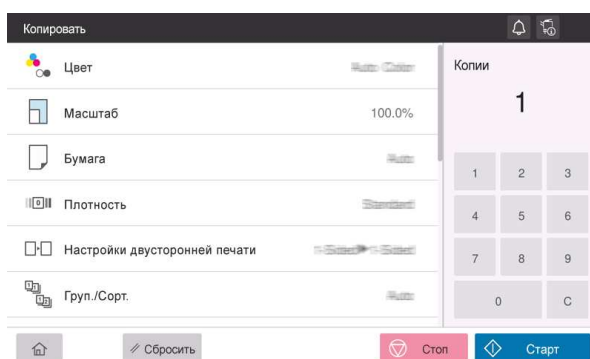 Копировать
Цвет
Масштаб 100.0%
Бумага
Плотность
Настройки двусторонней печати
Груп./Сорт.
Копии
1
1 2 3
4 5 6
7 8 9
0 C
Сбросить
Стоп
Старт